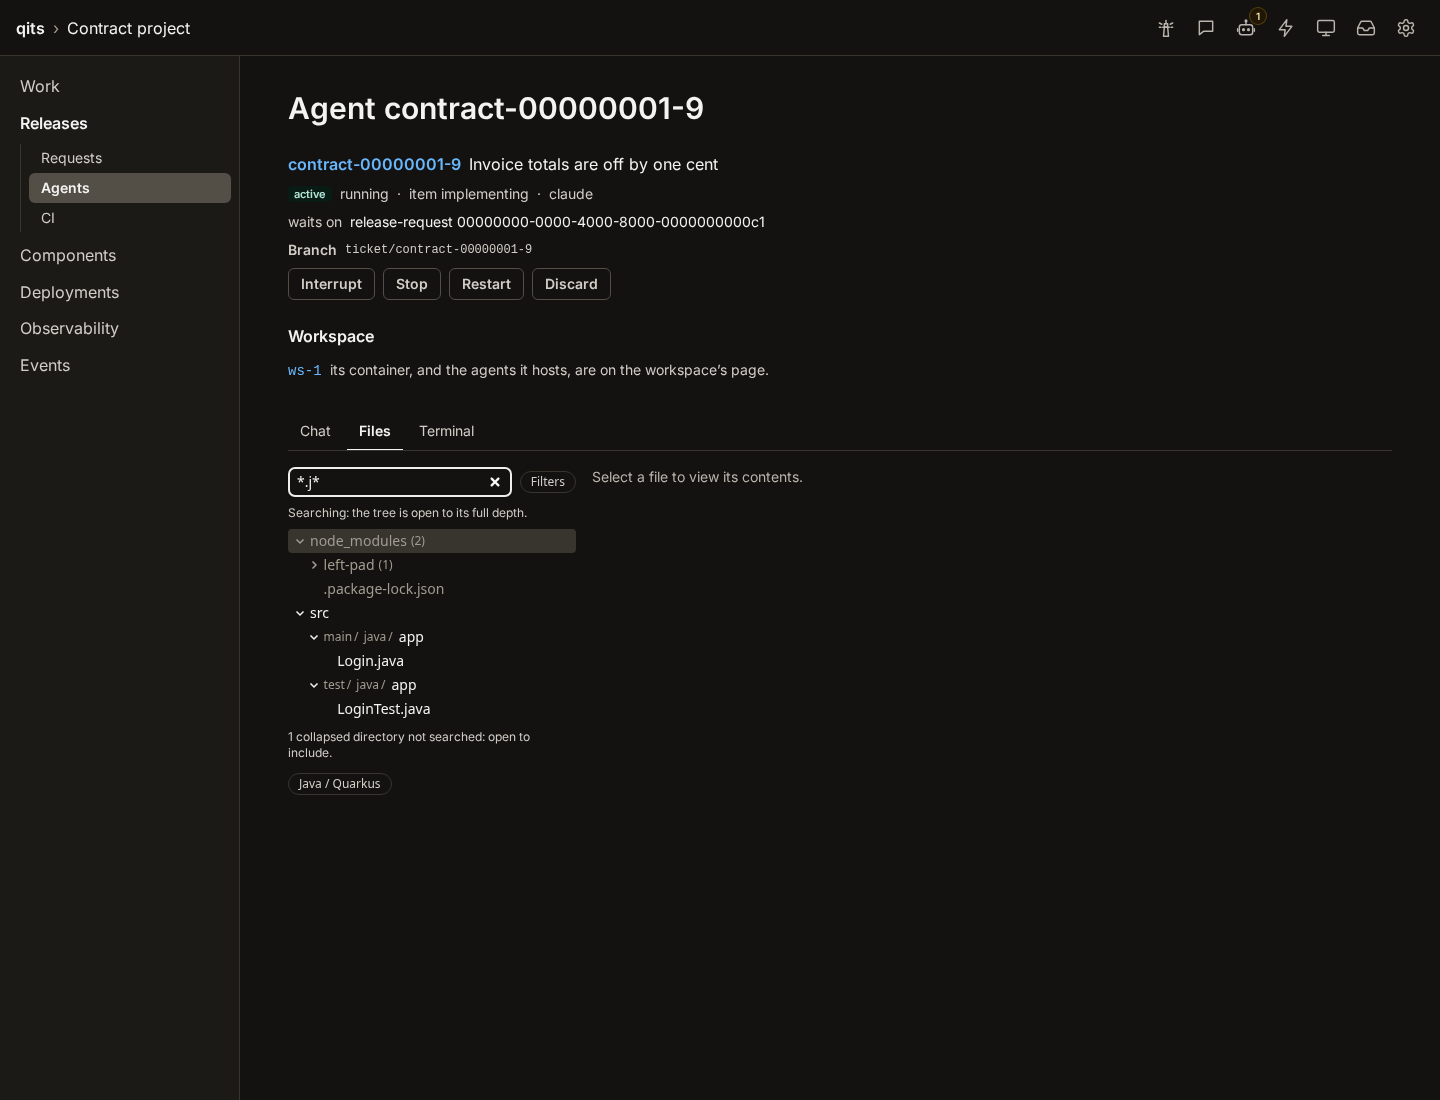 qits › Contract project
1
Work
Releases
Requests
Agents
CI
Components
Deployments
Observability
Events
Agent contract-00000001-9
contract-00000001-9 Invoice totals are off by one cent
active running · item implementing · claude
waits on release-request 00000000-0000-4000-8000-0000000000c1
Branch ticket/contract-00000001-9
Interrupt Stop Restart Discard
Workspace
ws-1 its container, and the agents it hosts, are on the workspace’s page.
Chat Files Terminal
*.j* Filters
Select a file to view its contents.
Searching: the tree is open to its full depth.
node_modules (2)
left-pad (1)
.package-lock.json
src
main/ java/ app
Login.java
test/ java/ app
LoginTest.java
1 collapsed directory not searched: open to
include.
Java / Quarkus